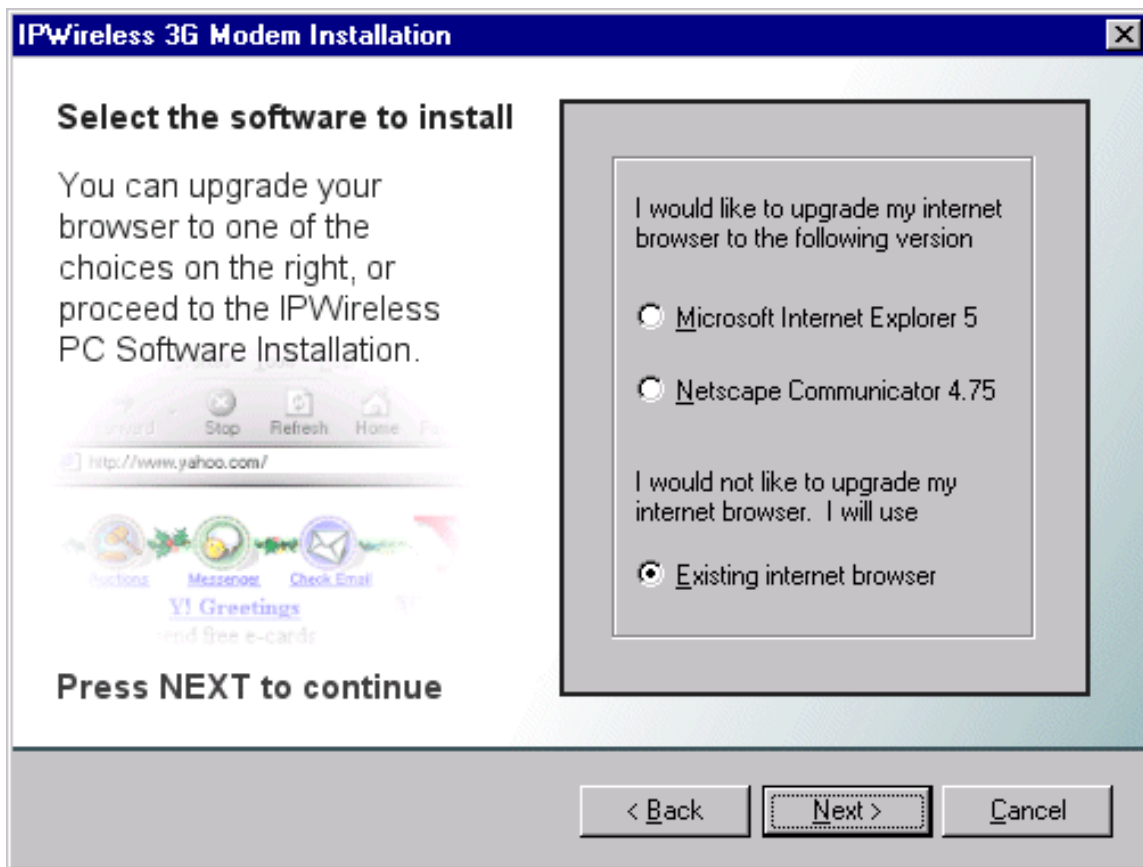 IPWireless 3G Modem Installation
Select the software to install
You can upgrade your
browser to one of the
choices on the right, or
proceed to the IPWireless
PC Software Installation.
Stop Refresh Home
http://www.yahoo.com/
Auctions Messenger Check Email
Y! Greetings
send free e-cards
Press NEXT to continue
I would like to upgrade my internet
browser to the following version
Microsoft Internet Explorer 5
Netscape Communicator 4.75
I would not like to upgrade my
internet browser. I will use
Existing internet browser
< Back
Next >
Cancel